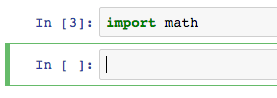 In [3]: import math
In [ ]: